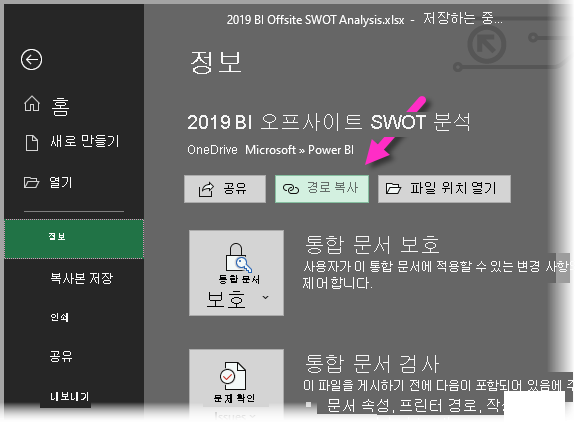 2019 BI Offsite SWOT Analysis.xlsx - 저장하는 중...
정보
홈
새로 만들기
열기
정보
복사본 저장
인쇄
공유
내보내기
2019 BI 오프사이트 SWOT 분석
OneDrive Microsoft » Power BI
공유
경로 복사
파일 위치 열기
통합 문서
보호
통합 문서 보호
사용자가 이 통합 문서에 적용할 수 있는 변경 사항
제어합니다.
문제 확인
Issues
통합 문서 검사
이 파일을 게시하기 전에 다음이 포함되어 있음에
문서 속성, 프린터 경로,